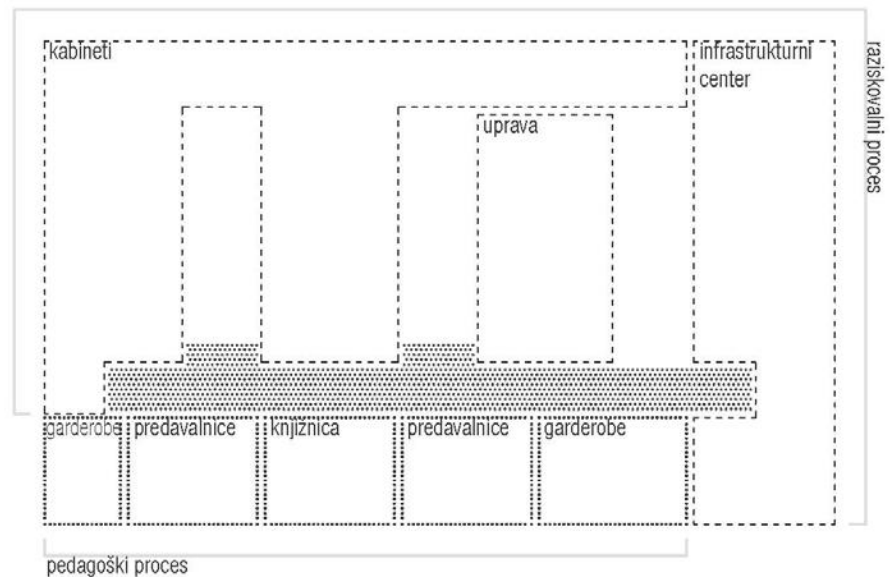 kabineti
infrastrukturni
center
raziskovalni proces
uprava
garderobe
predavalnice
knjižnica
predavalnice
garderobe
pedagoški proces